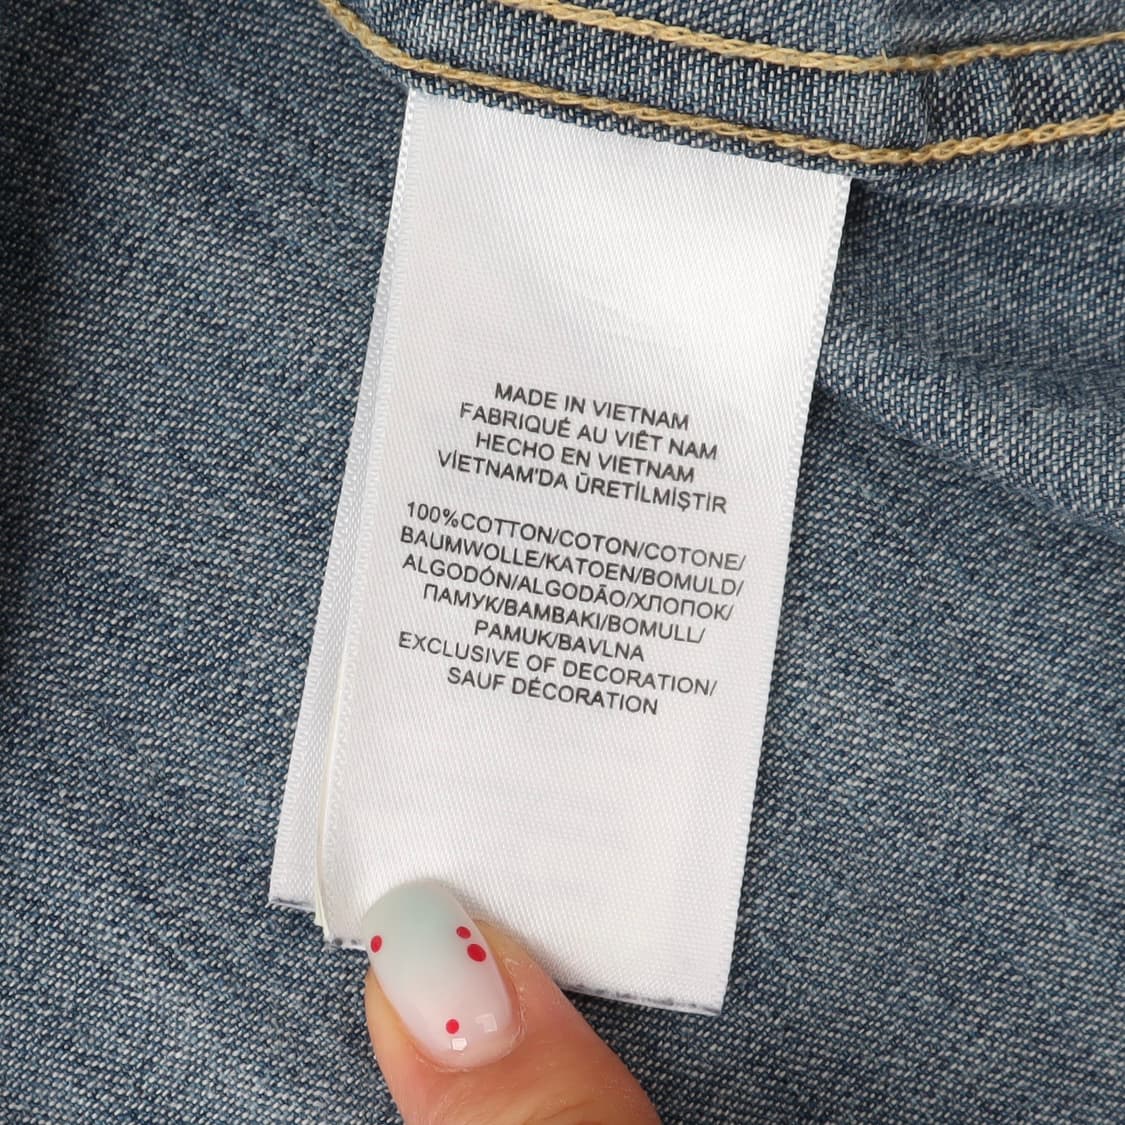 MADE IN VIETNAM
FABRIQUÉ AU VIÊT NAM
HECHO EN VIETNAM
VİETNAM'DA ÜRETİLMİŞTİR
100%COTTON/COTON/COTONE/
BAUMWOLLE/KATOEN/BOMULD/
ALGODÓN/ALGODÃO/ХЛОПОК/
ПАМУК/BAMBAKI/BOMULL/
PAMUK/BAVLNA
EXCLUSIVE OF DECORATION/
SAUF DÉCORATION